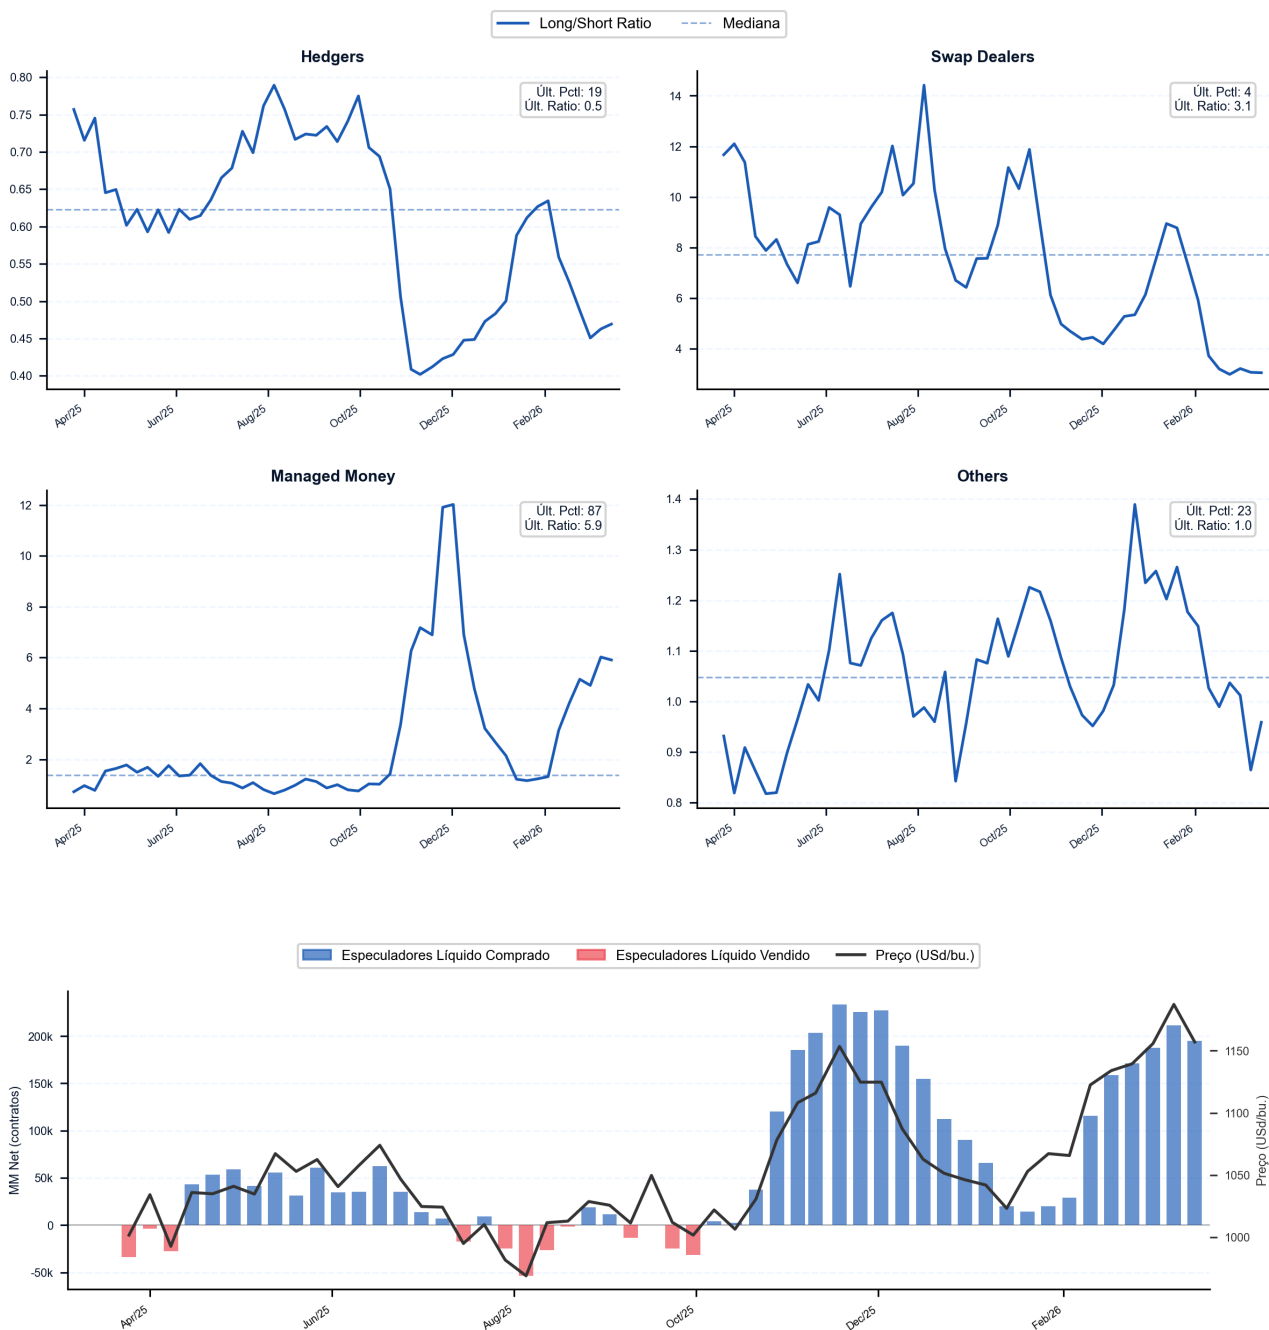 Long/Short Ratio
Mediana
Hedgers
Últ. Pctl: 19
Últ. Ratio: 0.5
0.80
0.75
0.70
0.65
0.60
0.55
0.50
0.45
0.40
Apr/25
Jun/25
Aug/25
Oct/25
Dec/25
Feb/26
Swap Dealers
Últ. Pctl: 4
Últ. Ratio: 3.1
14
12
10
8
6
4
Apr/25
Jun/25
Aug/25
Oct/25
Dec/25
Feb/26
Managed Money
Últ. Pctl: 87
Últ. Ratio: 5.9
12
10
8
6
4
2
Apr/25
Jun/25
Aug/25
Oct/25
Dec/25
Feb/26
Others
Últ. Pctl: 23
Últ. Ratio: 1.0
1.4
1.3
1.2
1.1
1.0
0.9
0.8
Apr/25
Jun/25
Aug/25
Oct/25
Dec/25
Feb/26
Especuladores Líquido Comprado
Especuladores Líquido Vendido
Preço (USd/bu.)
MM Net (contratos)
200k
150k
100k
50k
0
-50k
1150
1100
1050
1000
Preço (USd/bu.)
Apr/25
Jun/25
Aug/25
Oct/25
Dec/25
Feb/26